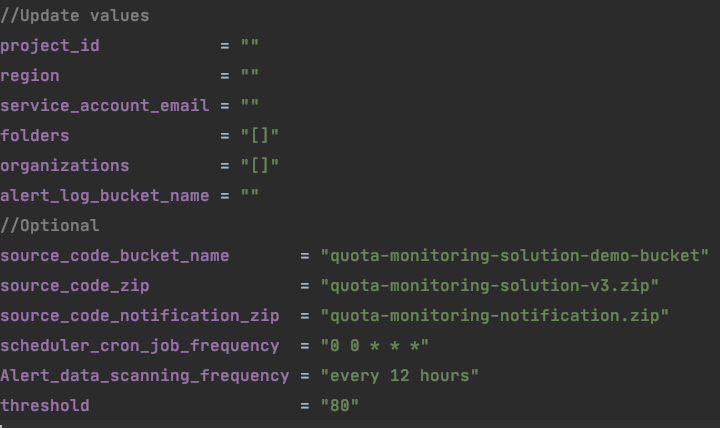 //Update values
project_id = ""
region = ""
service_account_email = ""
folders = "[]"
organizations = "[]"
alert_log_bucket_name = ""
//Optional
source_code_bucket_name = "quota-monitoring-solution-demo-bucket"
source_code_zip = "quota-monitoring-solution-v3.zip"
source_code_notification_zip = "quota-monitoring-notification.zip"
scheduler_cron_job_frequency = "0 0 * * *"
Alert_data_scanning_frequency = "every 12 hours"
threshold = "80"